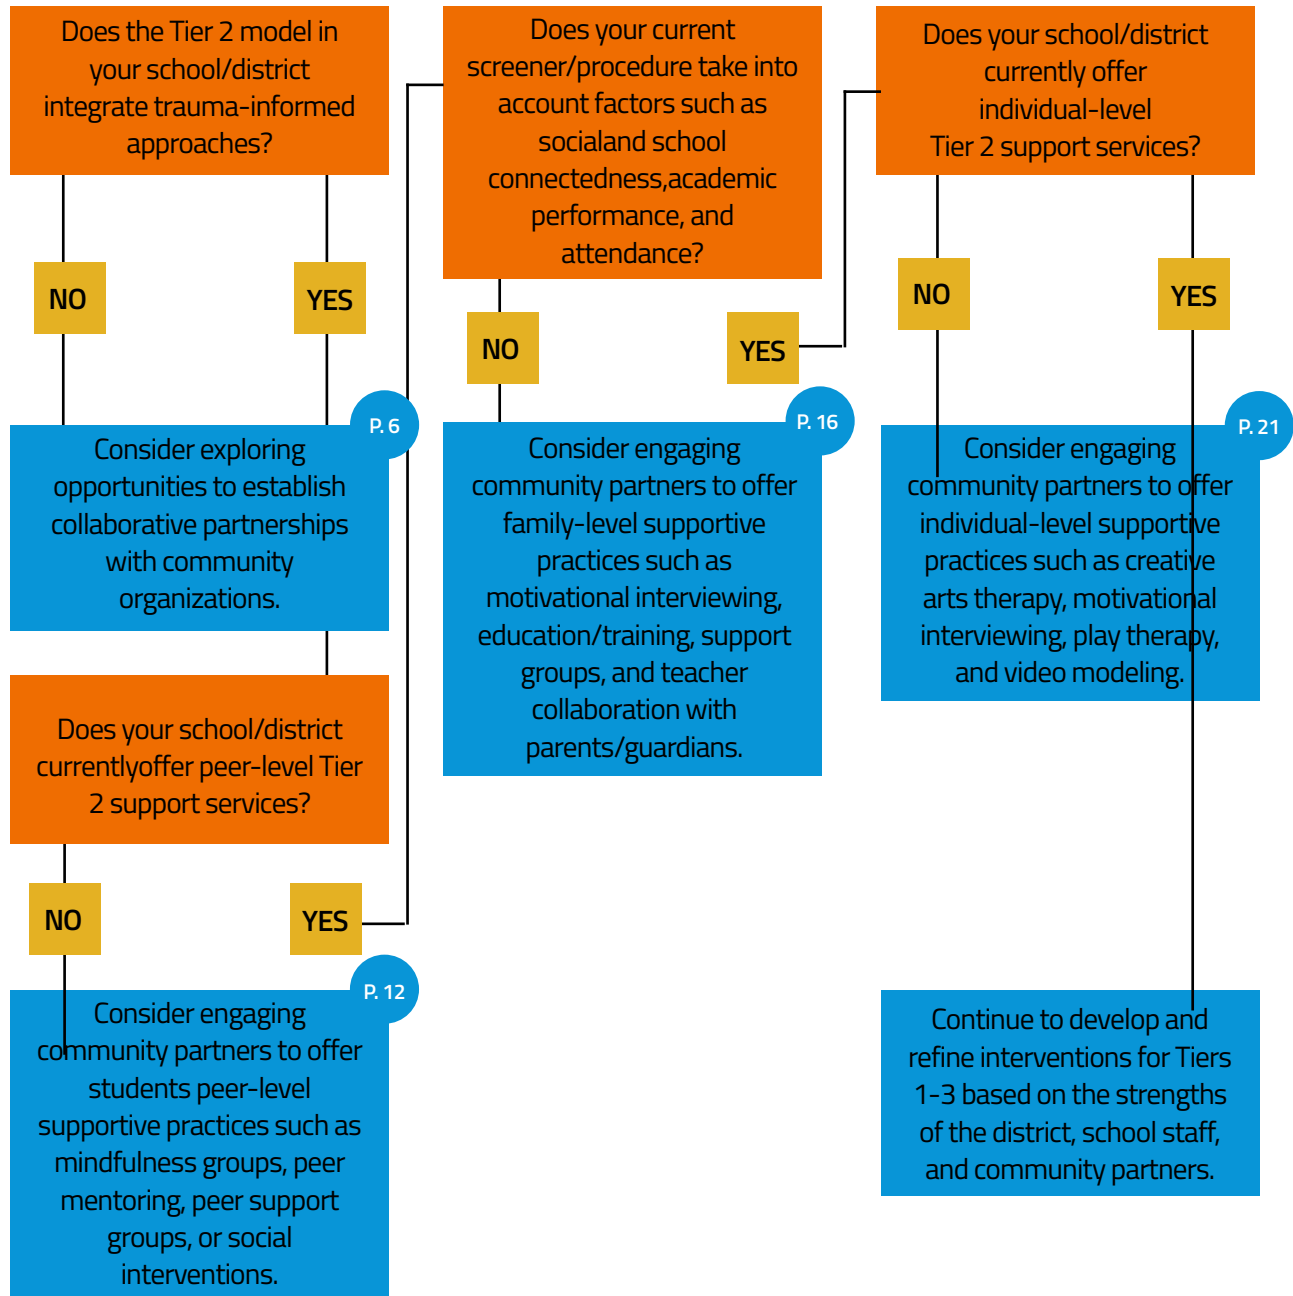 Does the Tier 2 model in
your school/district
integrate trauma-informed
approaches?
NO
YES
P. 6
Consider exploring
opportunities to establish
collaborative partnerships
with community
organizations.
Does your school/district
currentlyoffer peer-level Tier
2 support services?
NO
YES
P. 12
Consider engaging
community partners to offer
students peer-level
supportive practices such as
mindfulness groups, peer
mentoring, peer support
groups, or social
interventions.
Does your current
screener/procedure take into
account factors such as
socialand school
connectedness,academic
performance, and
attendance?
NO
YES
P. 16
Consider engaging
community partners to offer
family-level supportive
practices such as
motivational interviewing,
education/training, support
groups, and teacher
collaboration with
parents/guardians.
Does your school/district
currently offer
individual-level
Tier 2 support services?
NO
YES
P. 21
Consider engaging
community partners to offer
individual-level supportive
practices such as creative
arts therapy, motivational
interviewing, play therapy,
and video modeling.
Continue to develop and
refine interventions for Tiers
1-3 based on the strengths
of the district, school staff,
and community partners.